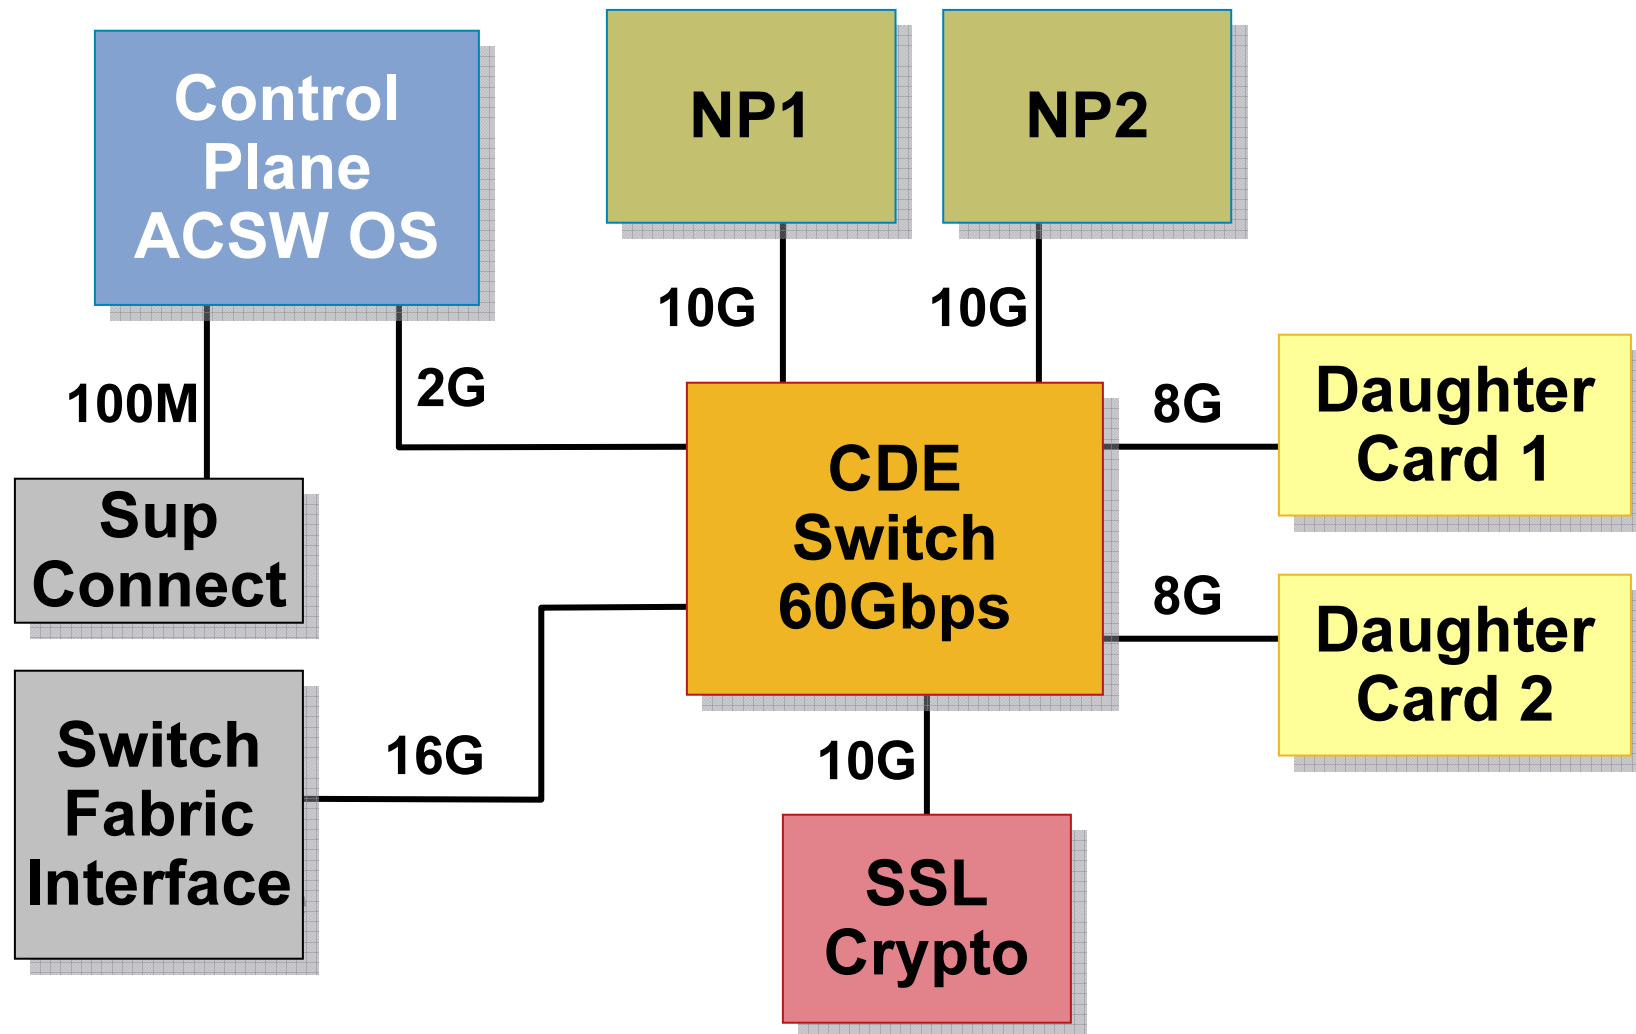 Control
Plane
ACSW OS
NP1
NP2
10G
10G
100M
2G
8G
Daughter
Card 1
CDE
Switch
60Gbps
Sup
Connect
8G
Daughter
Card 2
Switch
Fabric
Interface
16G
10G
SSL
Crypto